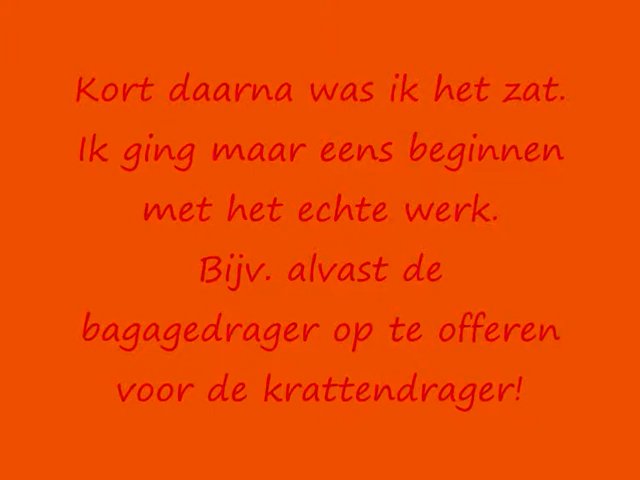 Kort daarna was ik het zat.
Ik ging maar eens beginnen
met het echte werk.
Bijv. alvast de
bagagedrager op te offeren
voor de krattendrager!